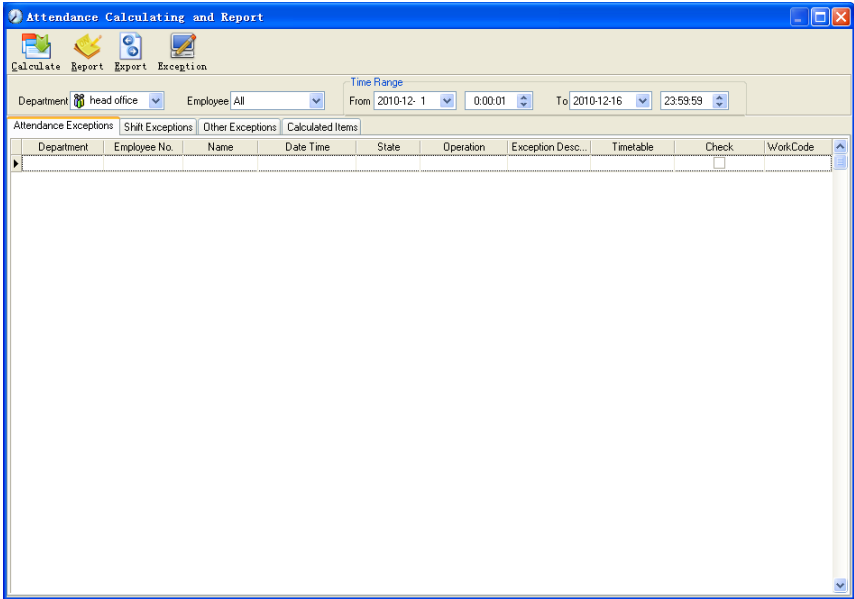 Attendance Calculating and Report
Calculate Report Export Exception
Time Range
Department head office Employee All From 2010-12- 1 0:00:01 To 2010-12-16 23:59:59
Attendance Exceptions Shift Exceptions Other Exceptions Calculated Items
Department Employee No. Name Date Time State Operation Exception Desc... Timetable Check WorkCode